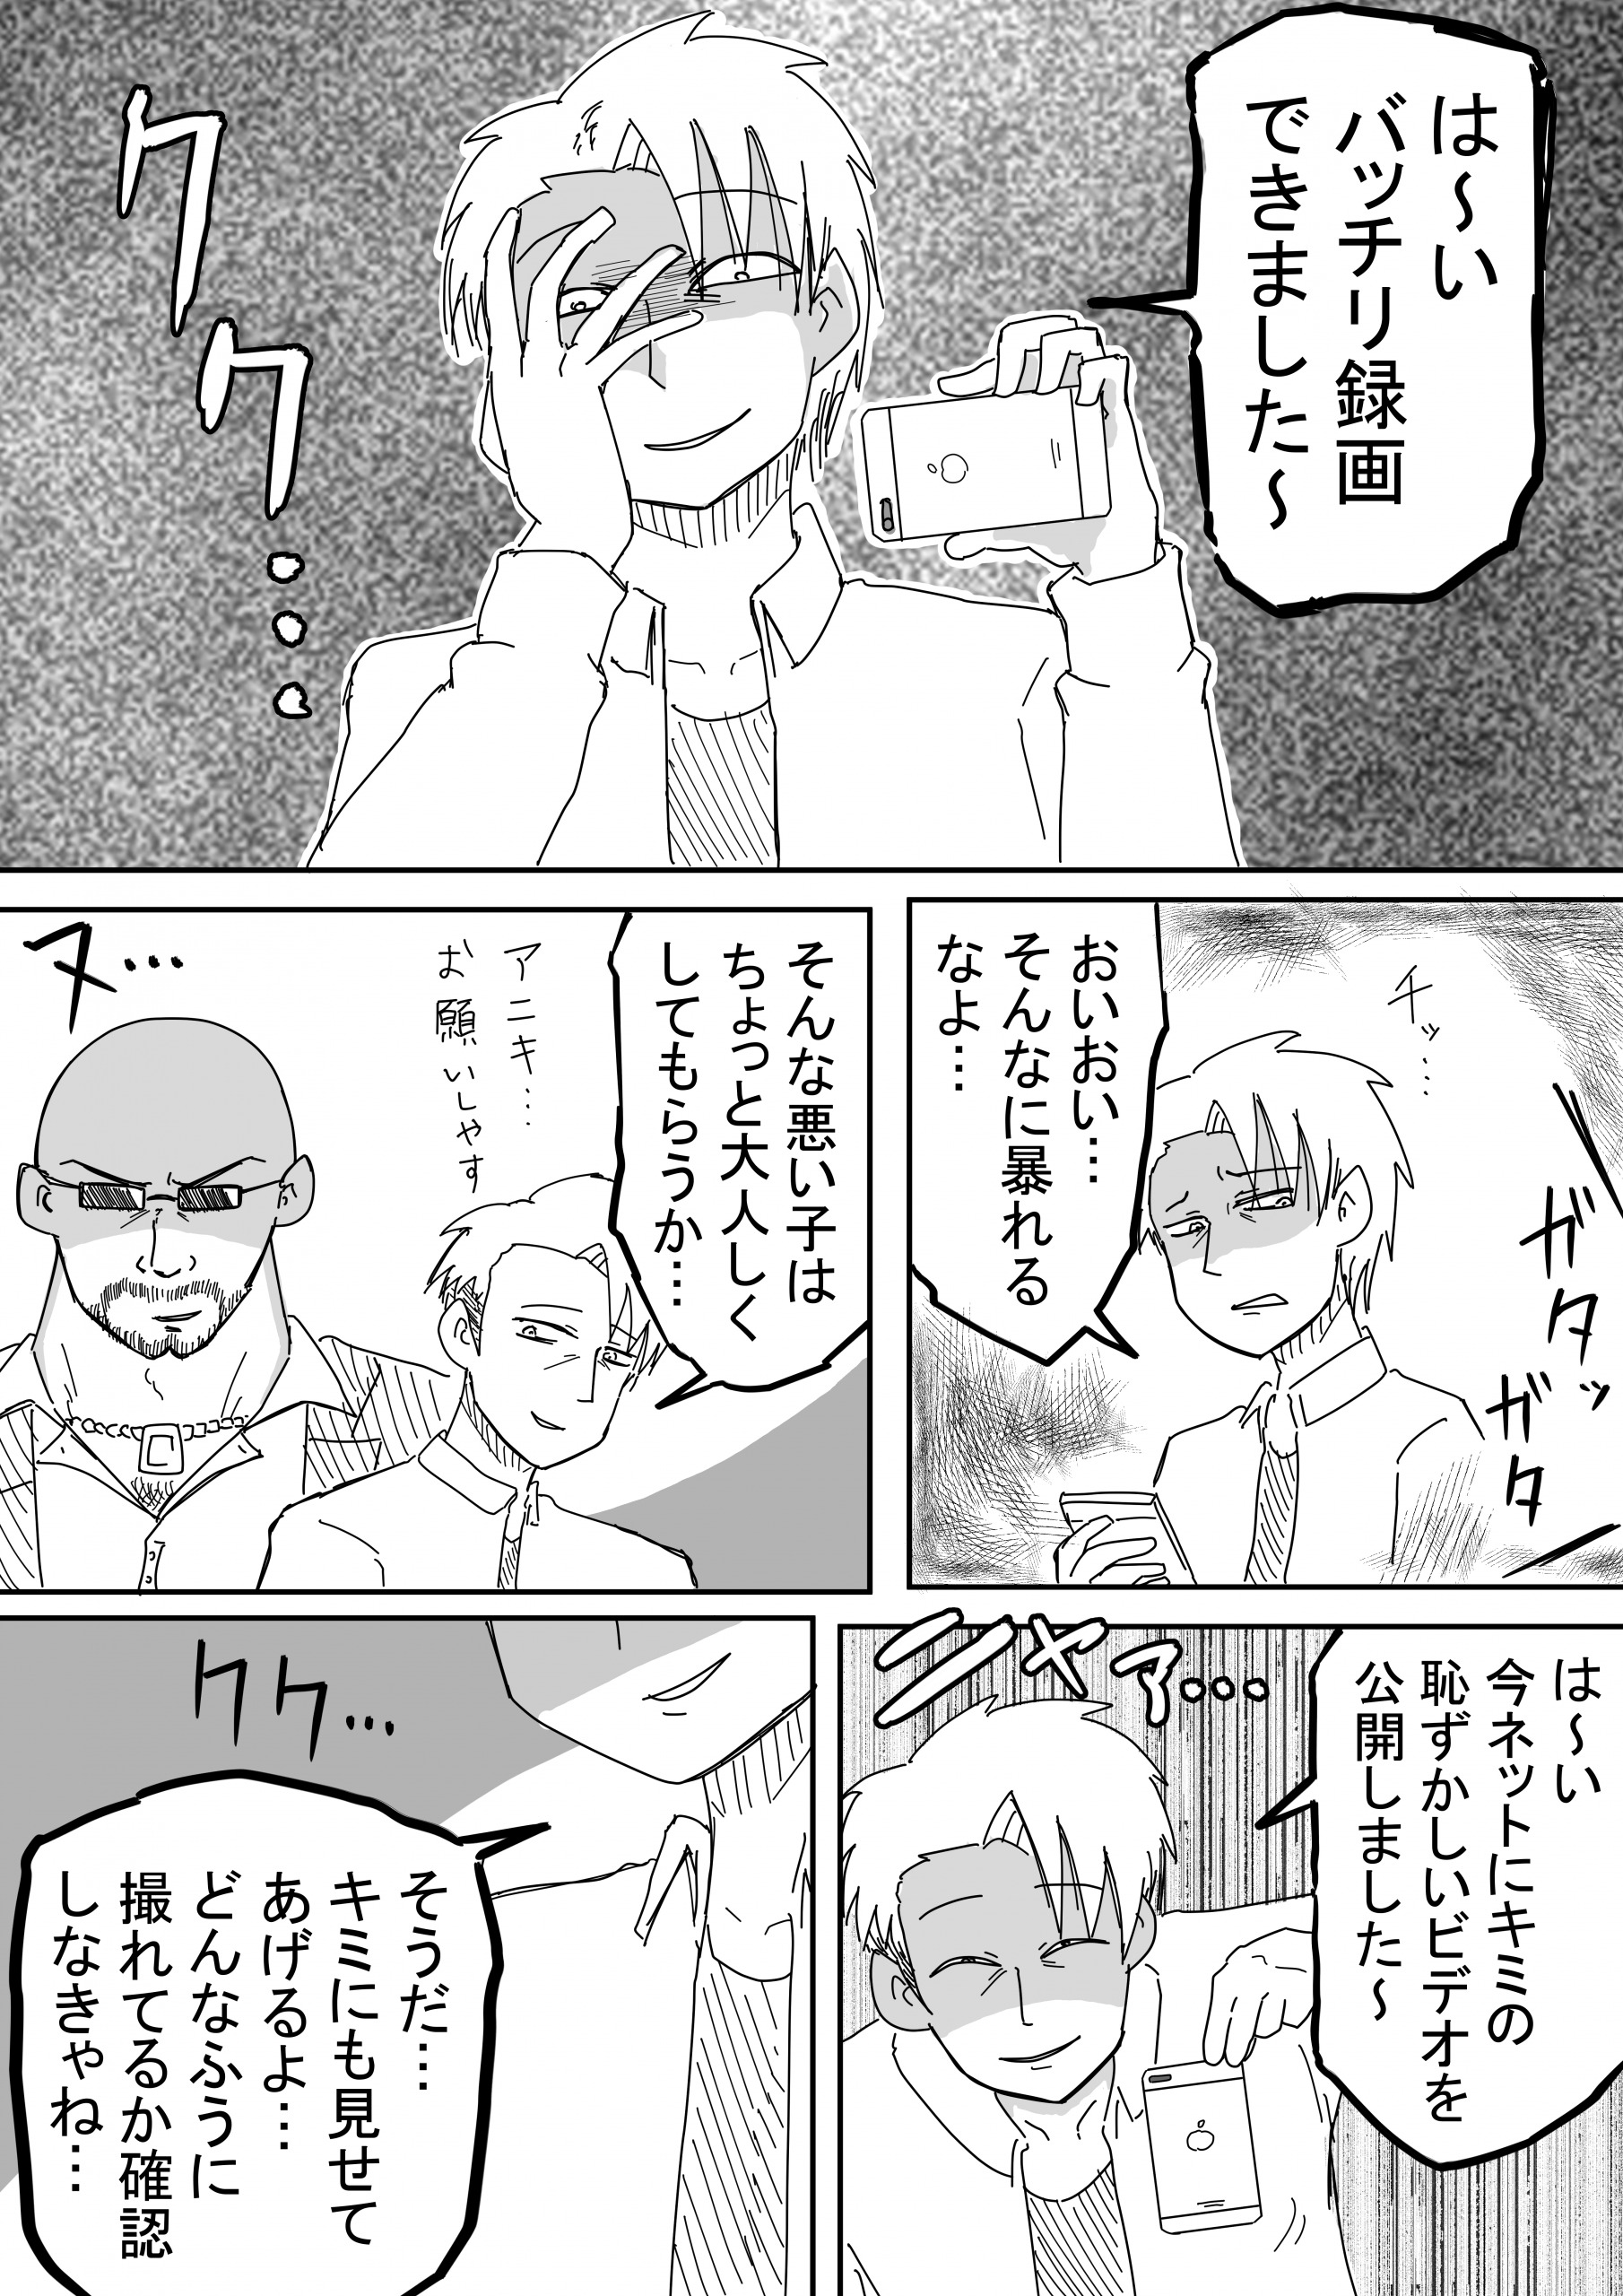 は～い
バッチリ録画
できました～
クク・・・
おいおい…
そんなに暴れる
なよ…
チッ…
ガタッ
ガタ
そんな悪い子は
ちょっと大人しく
してもらうか…
アニキ…
お願いしやす
ヌ…
は～い
今ネットにキミの
恥ずかしいビデオを
公開しました～
ニヤァ…
クク…
そうだ…
キミにも見せて
あげるよ…
どんなふうに
撮れてるか確認
しなきゃね…